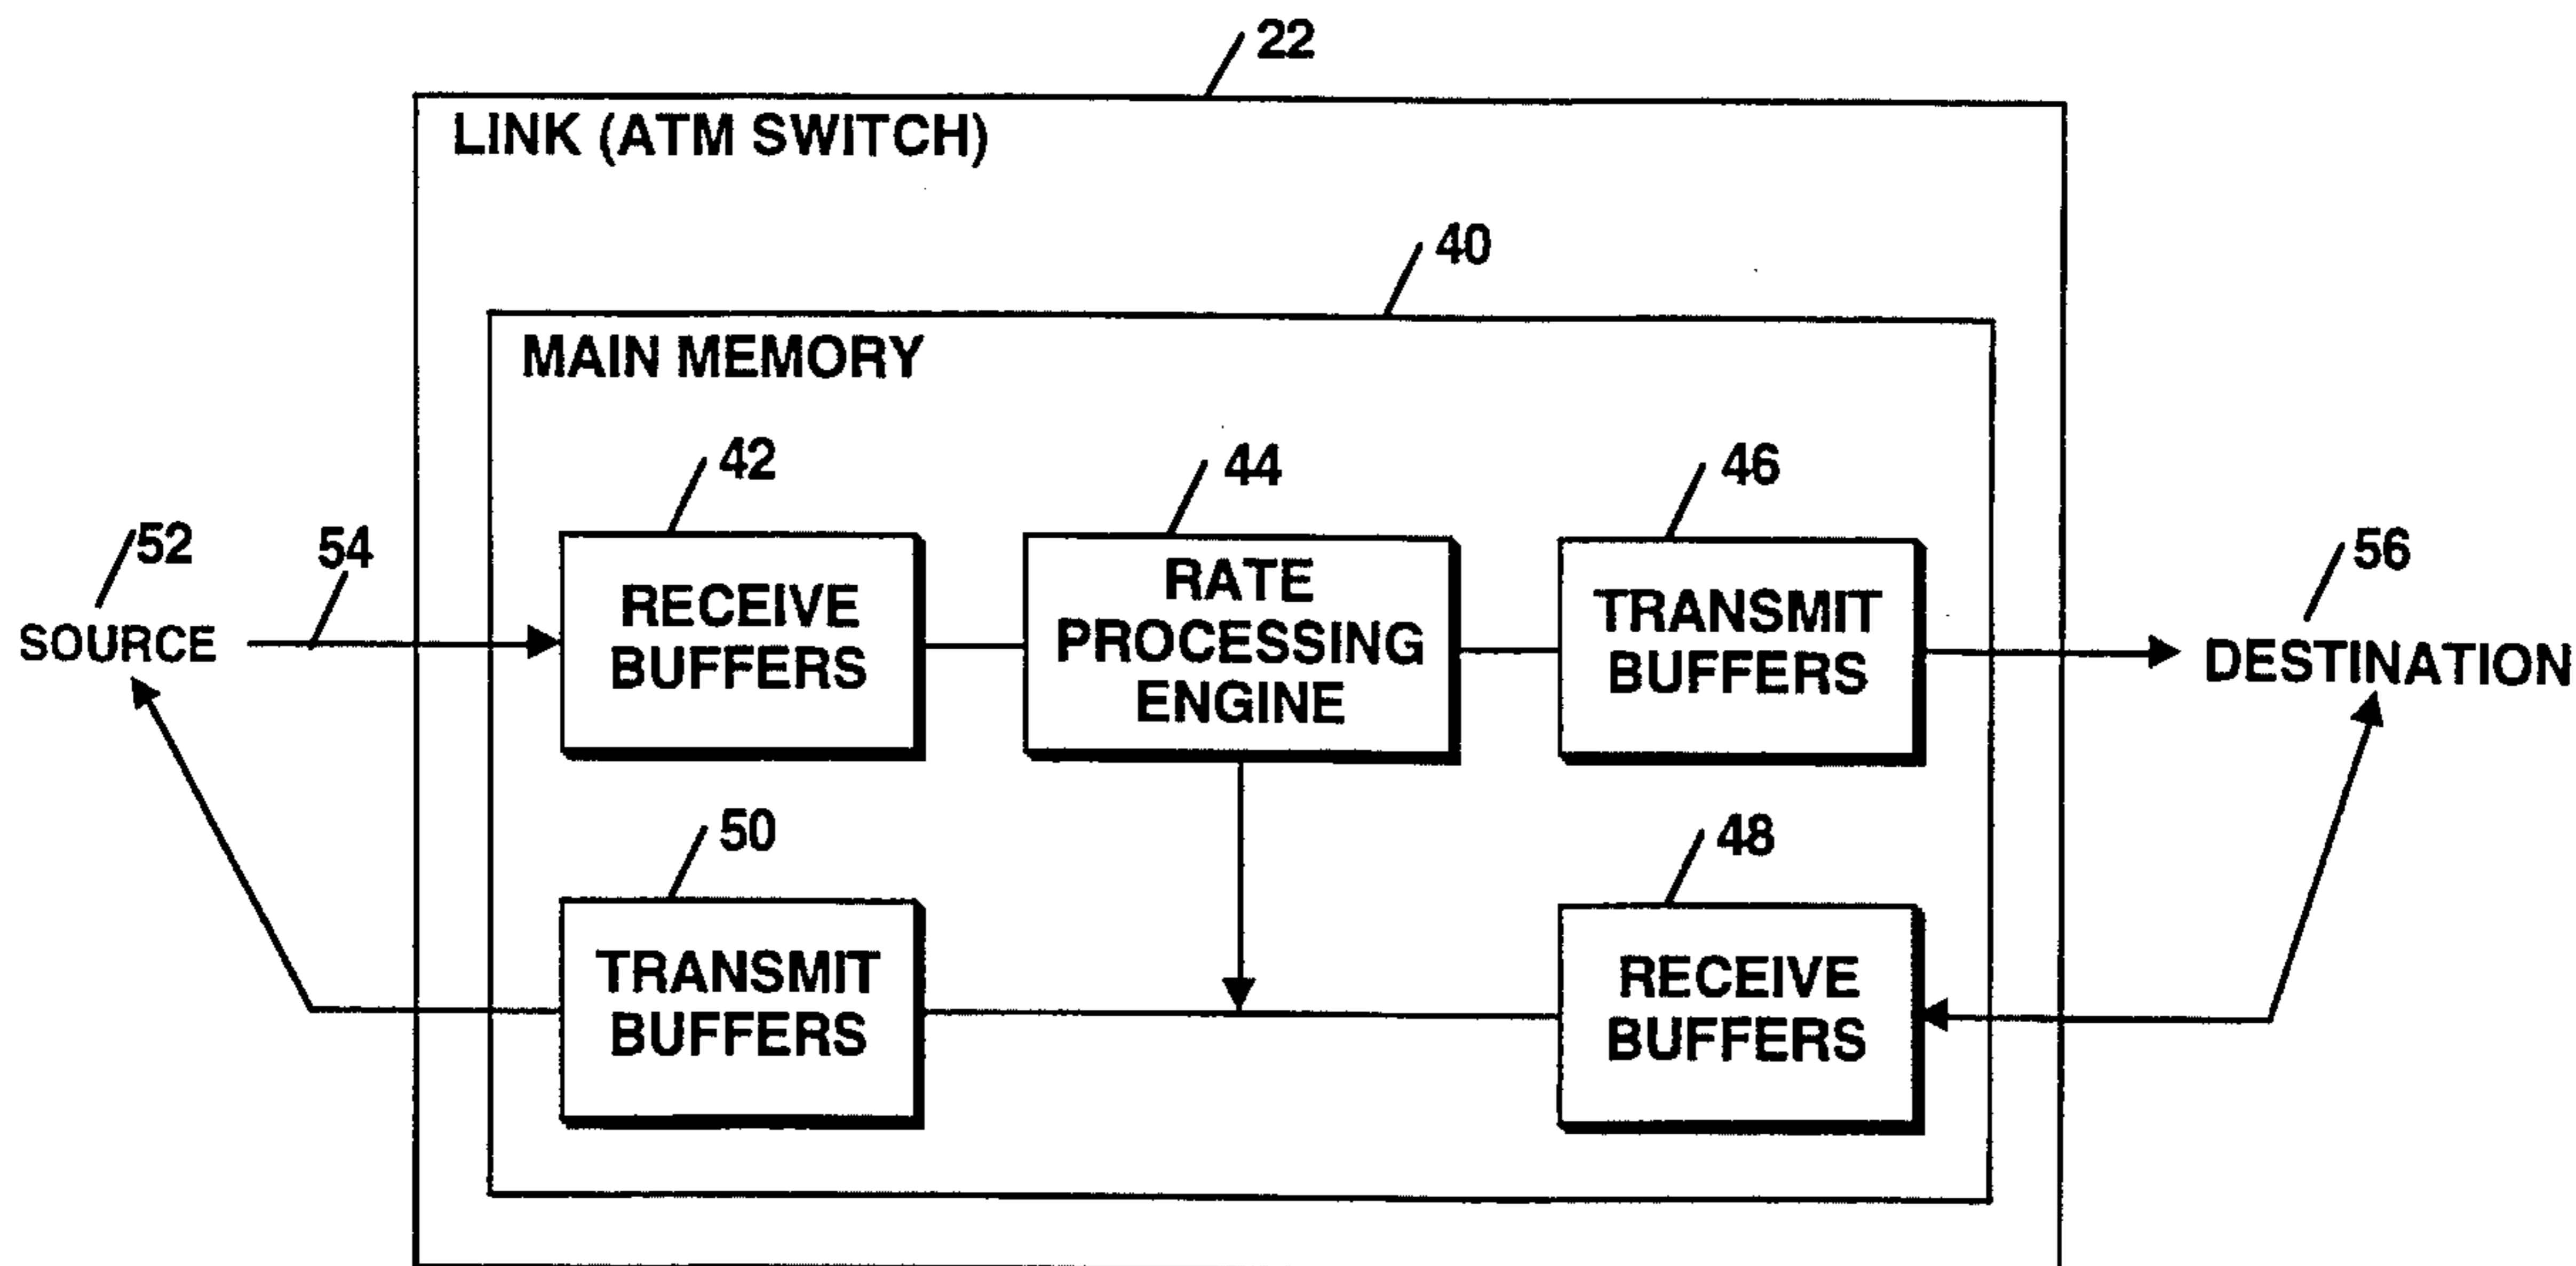 22
LINK (ATM SWITCH)
40
MAIN MEMORY
42
44
46
52
54
56
RECEIVE
BUFFERS
RATE
PROCESSING
ENGINE
TRANSMIT
BUFFERS
SOURCE
DESTINATION
50
48
TRANSMIT
BUFFERS
RECEIVE
BUFFERS